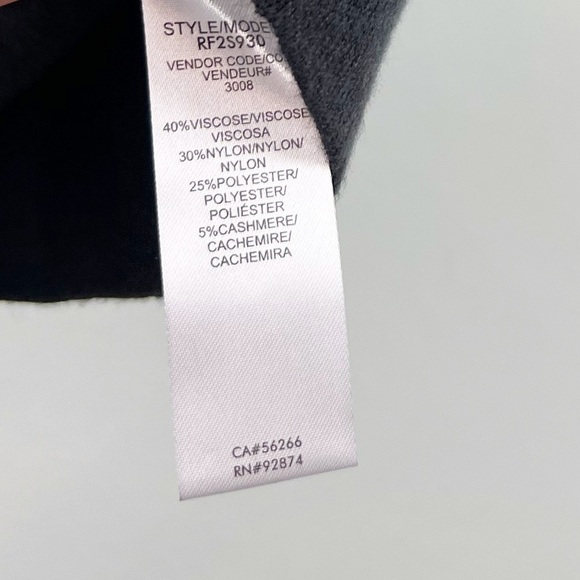 STYLE/MODE
RF2S930
VENDOR CODE/CO
VENDEUR#
3008
40%VISCOSE/VISCOSE
VISCOSA
30%NYLON/NYLON/
NYLON
25%POLYESTER/
POLYESTER/
POLIÉSTER
5%CASHMERE/
CACHEMIRE/
CACHEMIRA
CA#56266
RN#92874